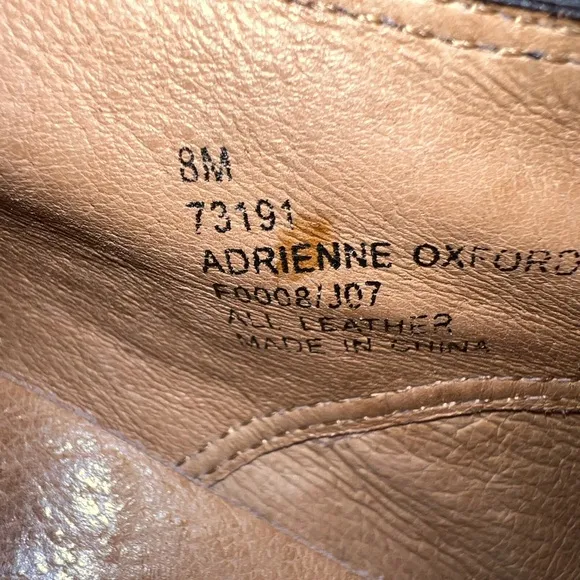 8M
73191
ADRIENNE OXFORD
F0008/J07
ALL LEATHER
MADE IN CHINA